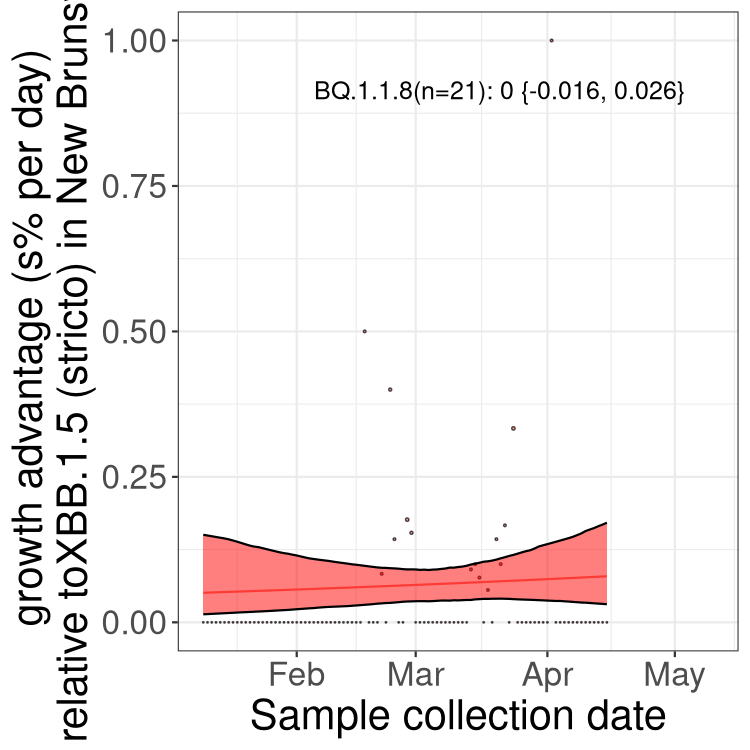 growth advantage (s% per day)
relative toXBB.1.5 (stricto) in New
1.00
0.75
0.50
0.25
0.00
BQ.1.1.8(n=21): 0 {-0.016, 0.026}
Feb Mar Apr May
Sample collection date